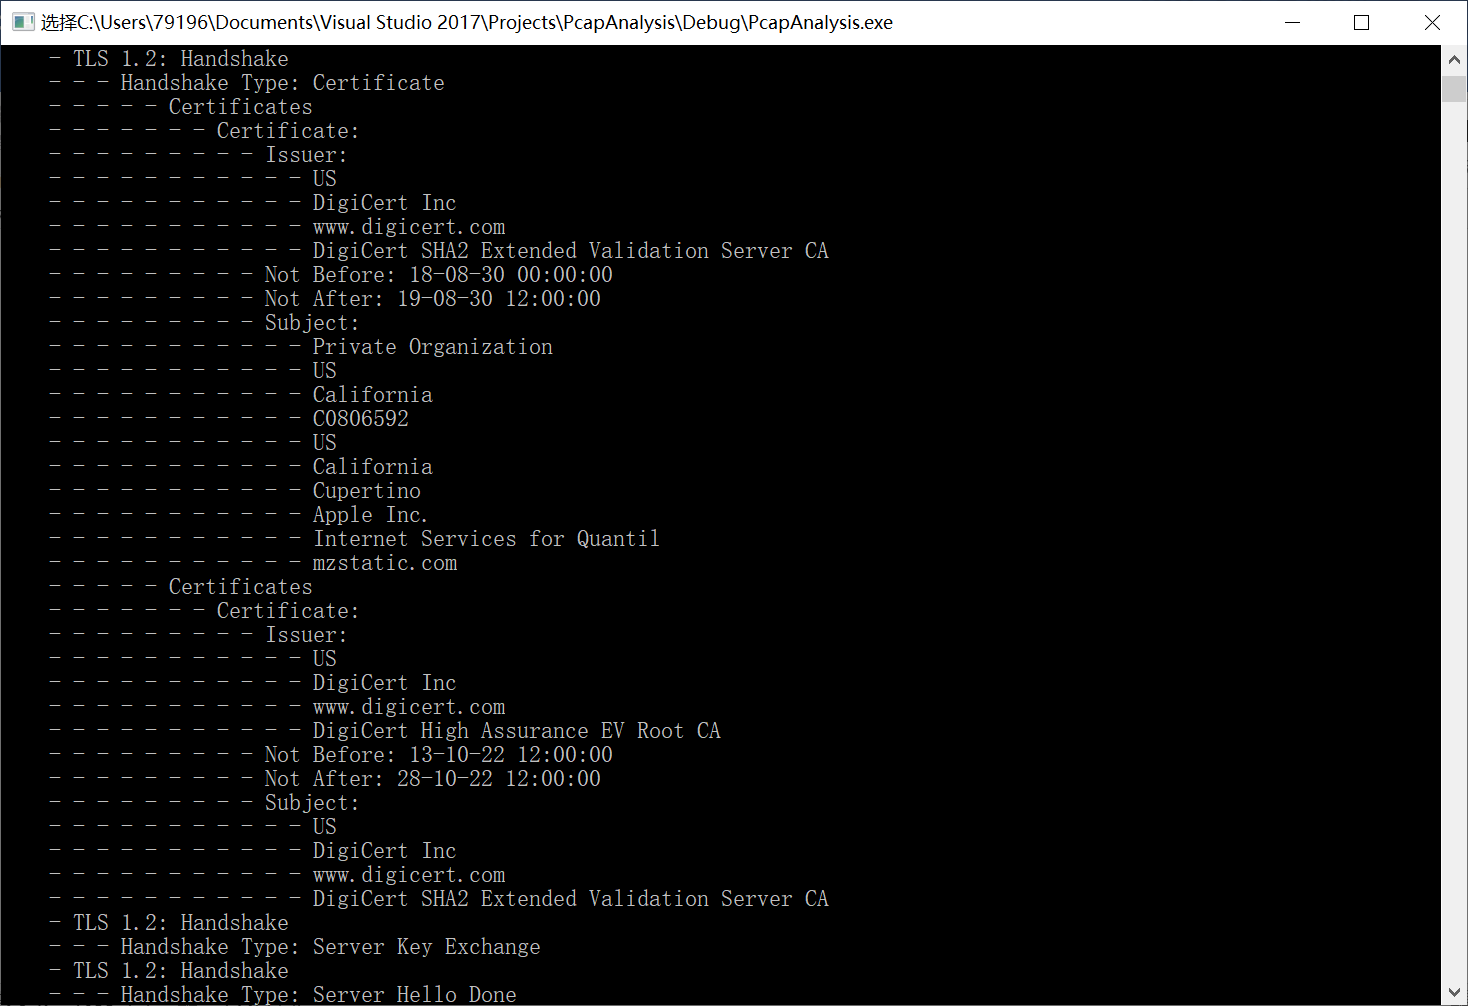 选择C:\Users\79196\Documents\Visual Studio 2017\Projects\PcapAnalysis\Debug\PcapAnalysis.exe
- TLS 1.2: Handshake
- - - Handshake Type: Certificate
- - - - - Certificates
- - - - - - - Certificate:
- - - - - - - - - Issuer:
- - - - - - - - - - - US
- - - - - - - - - - - DigiCert Inc
- - - - - - - - - - - www.digicert.com
- - - - - - - - - - - DigiCert SHA2 Extended Validation Server CA
- - - - - - - - - Not Before: 18-08-30 00:00:00
- - - - - - - - - Not After: 19-08-30 12:00:00
- - - - - - - - - Subject:
- - - - - - - - - - - Private Organization
- - - - - - - - - - - US
- - - - - - - - - - - California
- - - - - - - - - - - C0806592
- - - - - - - - - - - US
- - - - - - - - - - - California
- - - - - - - - - - - Cupertino
- - - - - - - - - - - Apple Inc.
- - - - - - - - - - - Internet Services for Quantil
- - - - - - - - - - - mzstatic.com
- - - - - Certificates
- - - - - - - Certificate:
- - - - - - - - - Issuer:
- - - - - - - - - - - US
- - - - - - - - - - - DigiCert Inc
- - - - - - - - - - - www.digicert.com
- - - - - - - - - - - DigiCert High Assurance EV Root CA
- - - - - - - - - Not Before: 13-10-22 12:00:00
- - - - - - - - - Not After: 28-10-22 12:00:00
- - - - - - - - - Subject:
- - - - - - - - - - - US
- - - - - - - - - - - DigiCert Inc
- - - - - - - - - - - www.digicert.com
- - - - - - - - - - - DigiCert SHA2 Extended Validation Server CA
- TLS 1.2: Handshake
- - - Handshake Type: Server Key Exchange
- TLS 1.2: Handshake
- - - Handshake Type: Server Hello Done